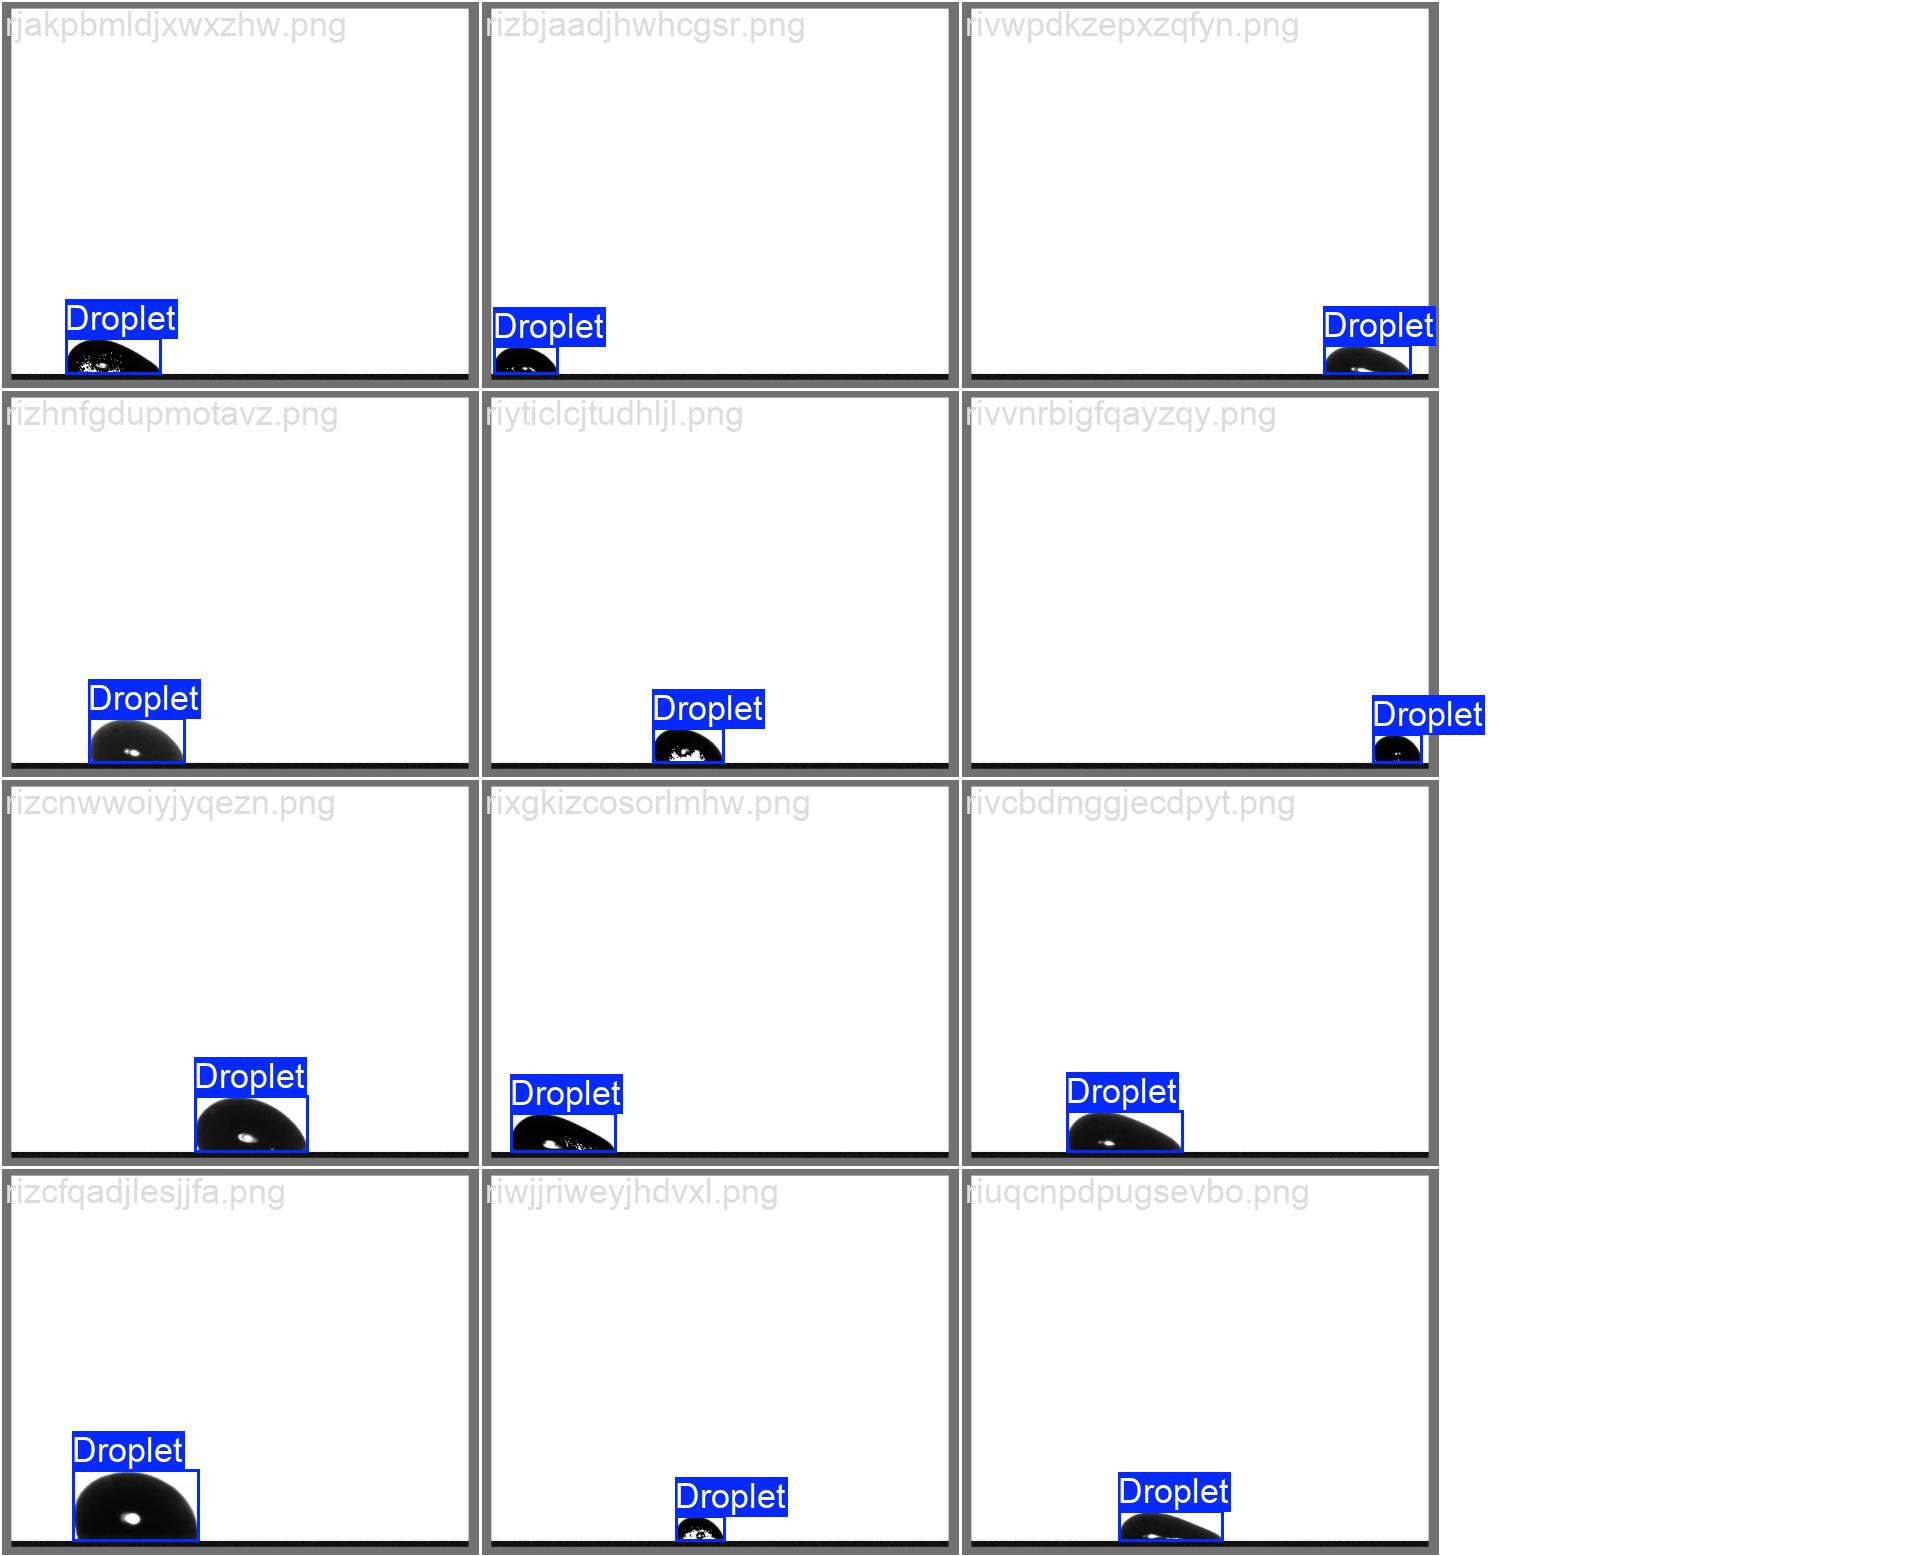 rjakpbmldjxwxzhw.png
rizbjaadjhwhcgsr.png
rivwpdkzepxzqfyn.png
Droplet
Droplet
Droplet
rizhnfgdupmotavz.png
riyticlcjtudhljl.png
rivvnrbigfqayzqy.png
Droplet
Droplet
Droplet
rizcnwwoiyjyqezn.png
rixgkizcosorlmhw.png
rivcbdmggjecdpyt.png
Droplet
Droplet
Droplet
rizcfqadjlesjjfa.png
riwjjriweyjhdvxl.png
riuqcnpdpugsevbo.png
Droplet
Droplet
Droplet